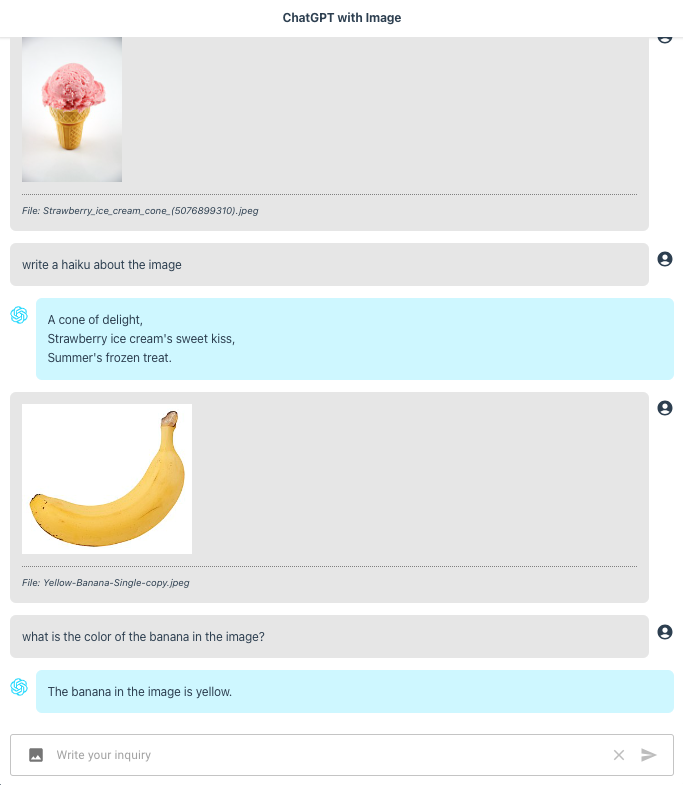 ChatGPT with Image
File: Strawberry_ice_cream_cone_(5076899310).jpeg
write a haiku about the image
A cone of delight,
Strawberry ice cream's sweet kiss,
Summer's frozen treat.
File: Yellow-Banana-Single-copy.jpeg
what is the color of the banana in the image?
The banana in the image is yellow.
Write your inquiry